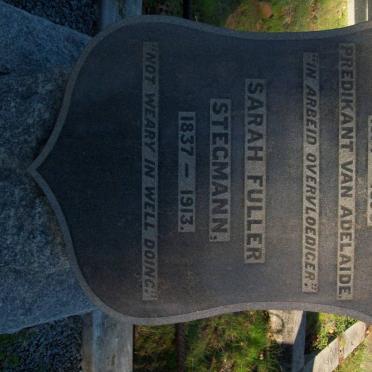 PREDIKANT VAN ADELAIDE.
"IN ARBEID OVERVLOEDIGER."
SARAH FULLER
STEGMANN,
1837 – 1913.
"NOT WEARY IN WELL DOING."